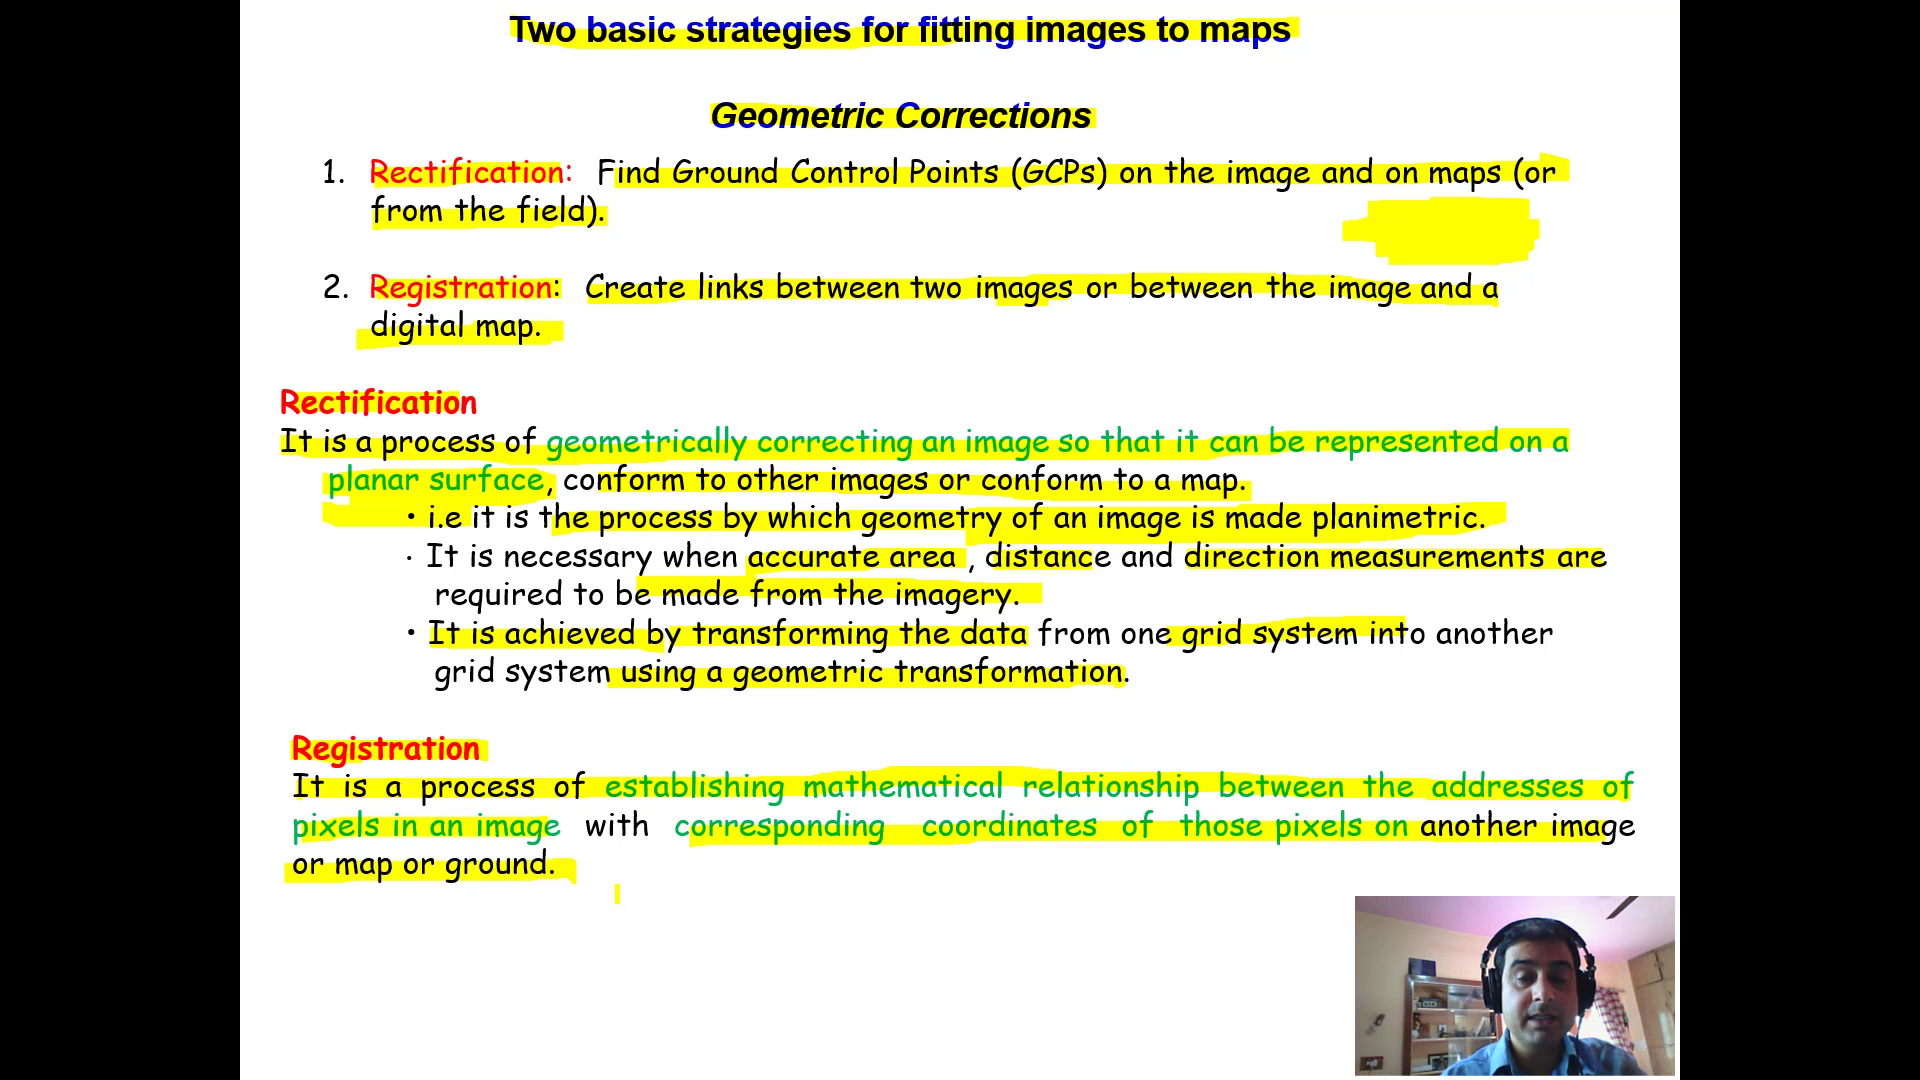 Two basic strategies for fitting images to maps
Geometric Corrections
1. Rectification: Find Ground Control Points (GCPs) on the image and on maps (or
from the field).
2. Registration: Create links between two images or between the image and a
digital map.
Rectification
It is a process of geometrically correcting an image so that it can be represented on a
planar surface, conform to other images or conform to a map.
• i.e it is the process by which geometry of an image is made planimetric.
• It is necessary when accurate area , distance and direction measurements are
required to be made from the imagery.
• It is achieved by transforming the data from one grid system into another
grid system using a geometric transformation.
Registration
It is a process of establishing mathematical relationship between the addresses of
pixels in an image with corresponding coordinates of those pixels on another image
or map or ground.